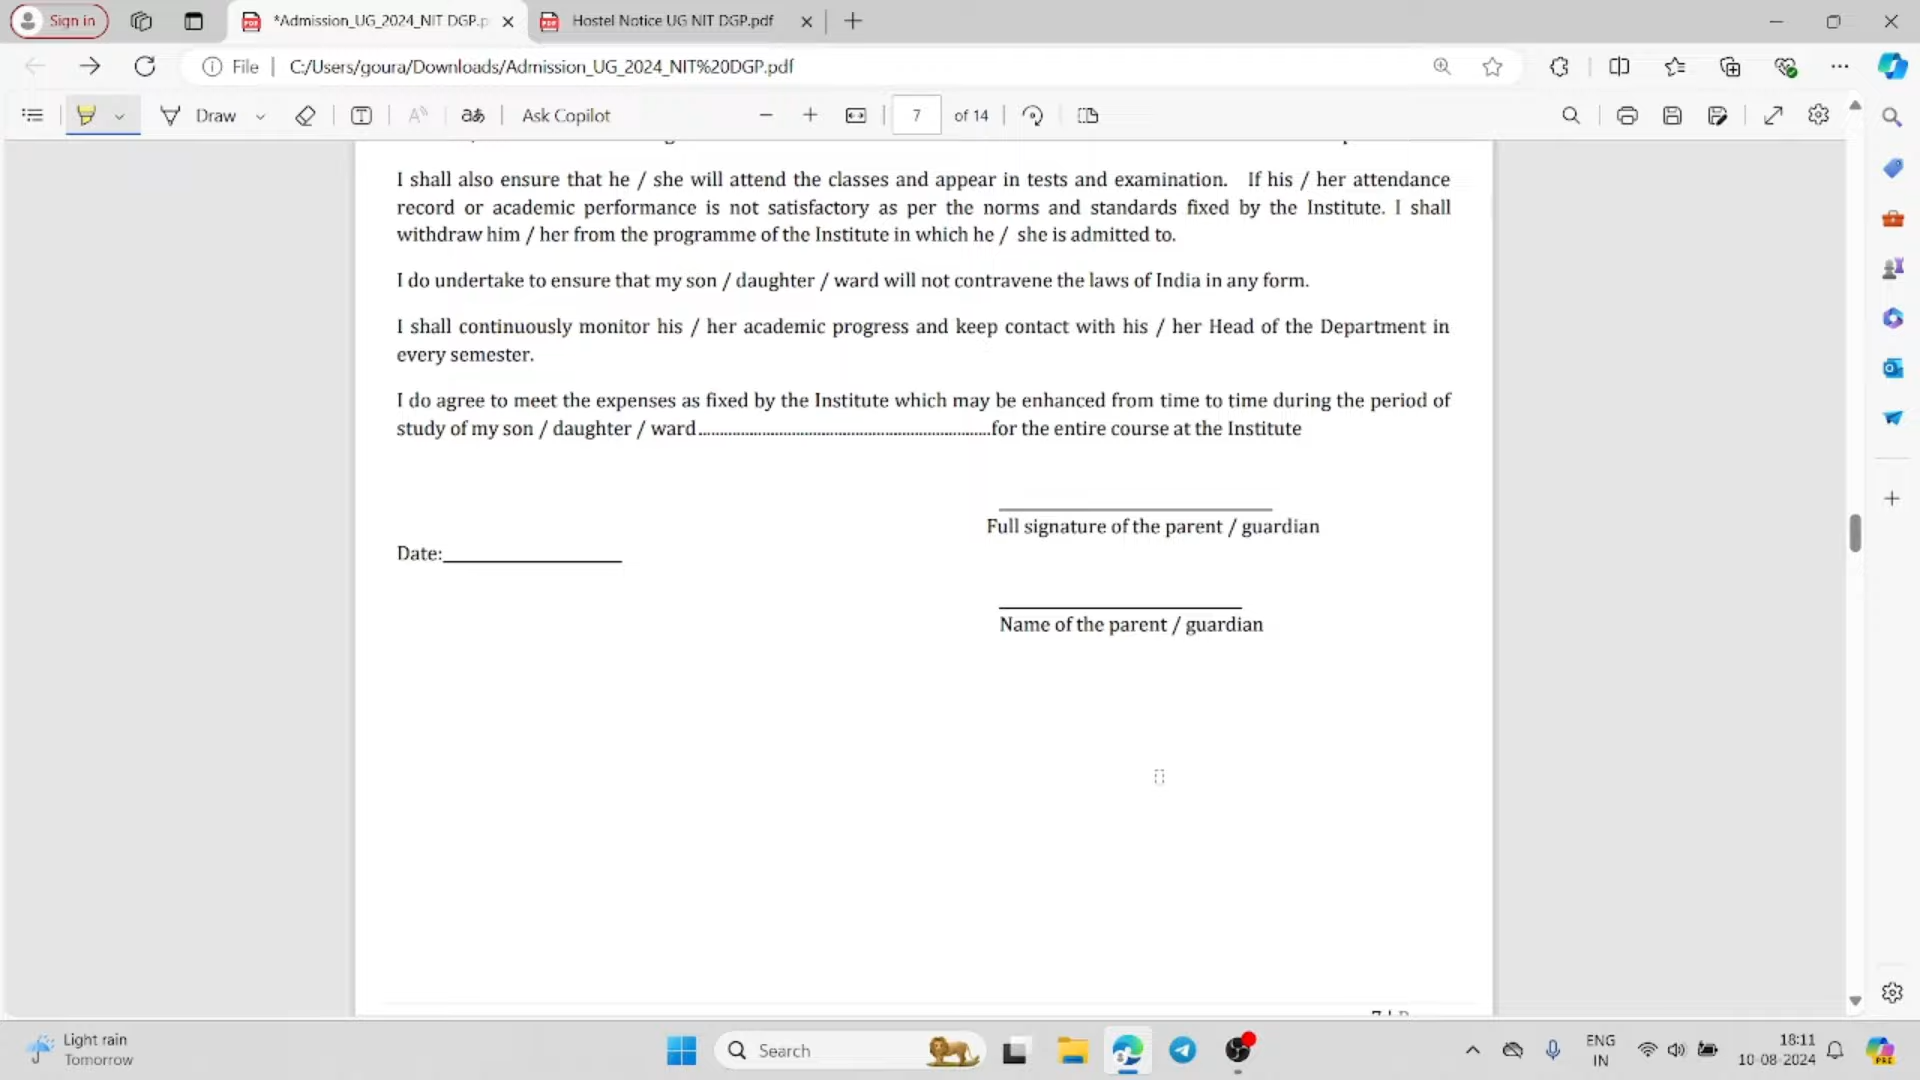 Sign in
*Admission_UG_2024_NIT DGP.p
Hostel Notice UG NIT DGP.pdf
File
C:/Users/goura/Downloads/Admission_UG_2024_NIT%20DGP.pdf
Draw
aあ
Ask Copilot
7
of 14
I shall also ensure that he / she will attend the classes and appear in tests and examination. If his / her attendance
record or academic performance is not satisfactory as per the norms and standards fixed by the Institute. I shall
withdraw him / her from the programme of the Institute in which he / she is admitted to.
I do undertake to ensure that my son / daughter / ward will not contravene the laws of India in any form.
I shall continuously monitor his / her academic progress and keep contact with his / her Head of the Department in
every semester.
I do agree to meet the expenses as fixed by the Institute which may be enhanced from time to time during the period of
study of my son / daughter / ward....................................................................for the entire course at the Institute
Full signature of the parent / guardian
Date:_________________
Name of the parent / guardian
Light rain
Tomorrow
Search
ENG
IN
18:11
10-08-2024
PRE